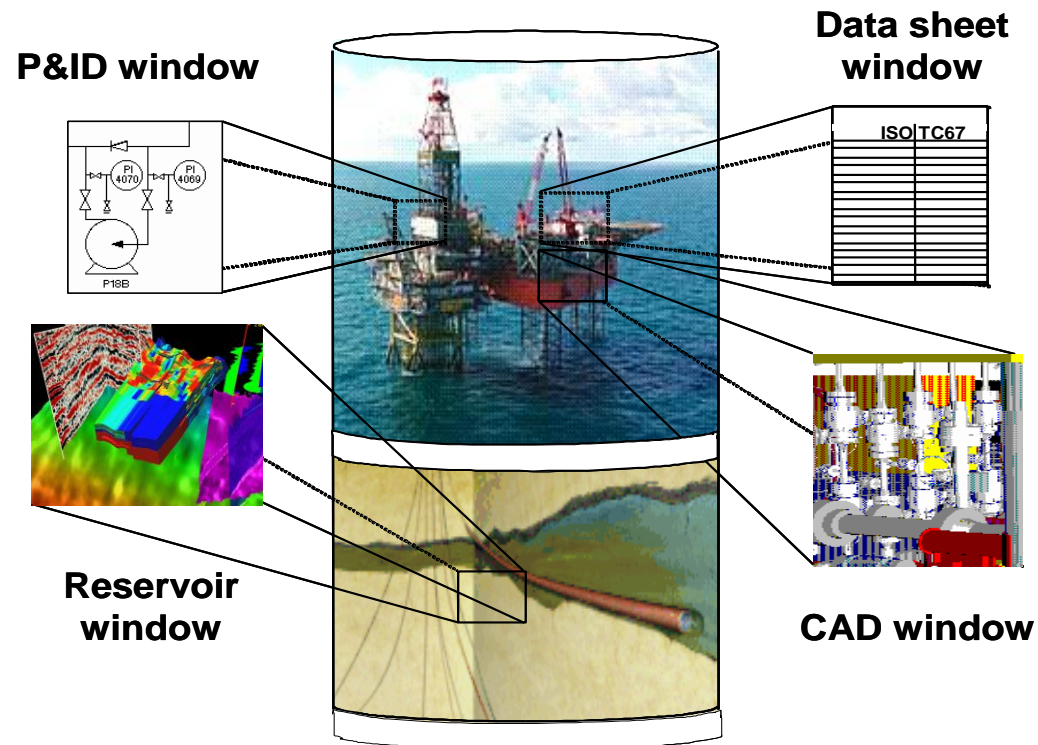 P&ID window
Data sheet
window
PI
4070
PI
4069
P18B
ISO TC67
Reservoir
window
CAD window